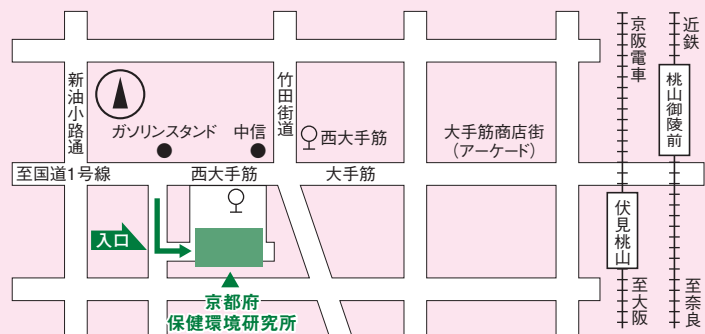 新油小路通
竹田街道
京阪電車
近鉄
桃山御陵前
ガソリンスタンド
中信
西大手筋
大手筋商店街
（アーケード）
至国道1号線
西大手筋
大手筋
伏見桃山
入口
至大阪
至奈良
京都府
保健環境研究所